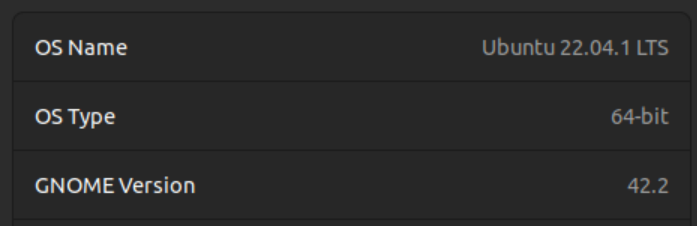 OS Name Ubuntu 22.04.1 LTS
OS Type 64-bit
GNOME Version 42.2